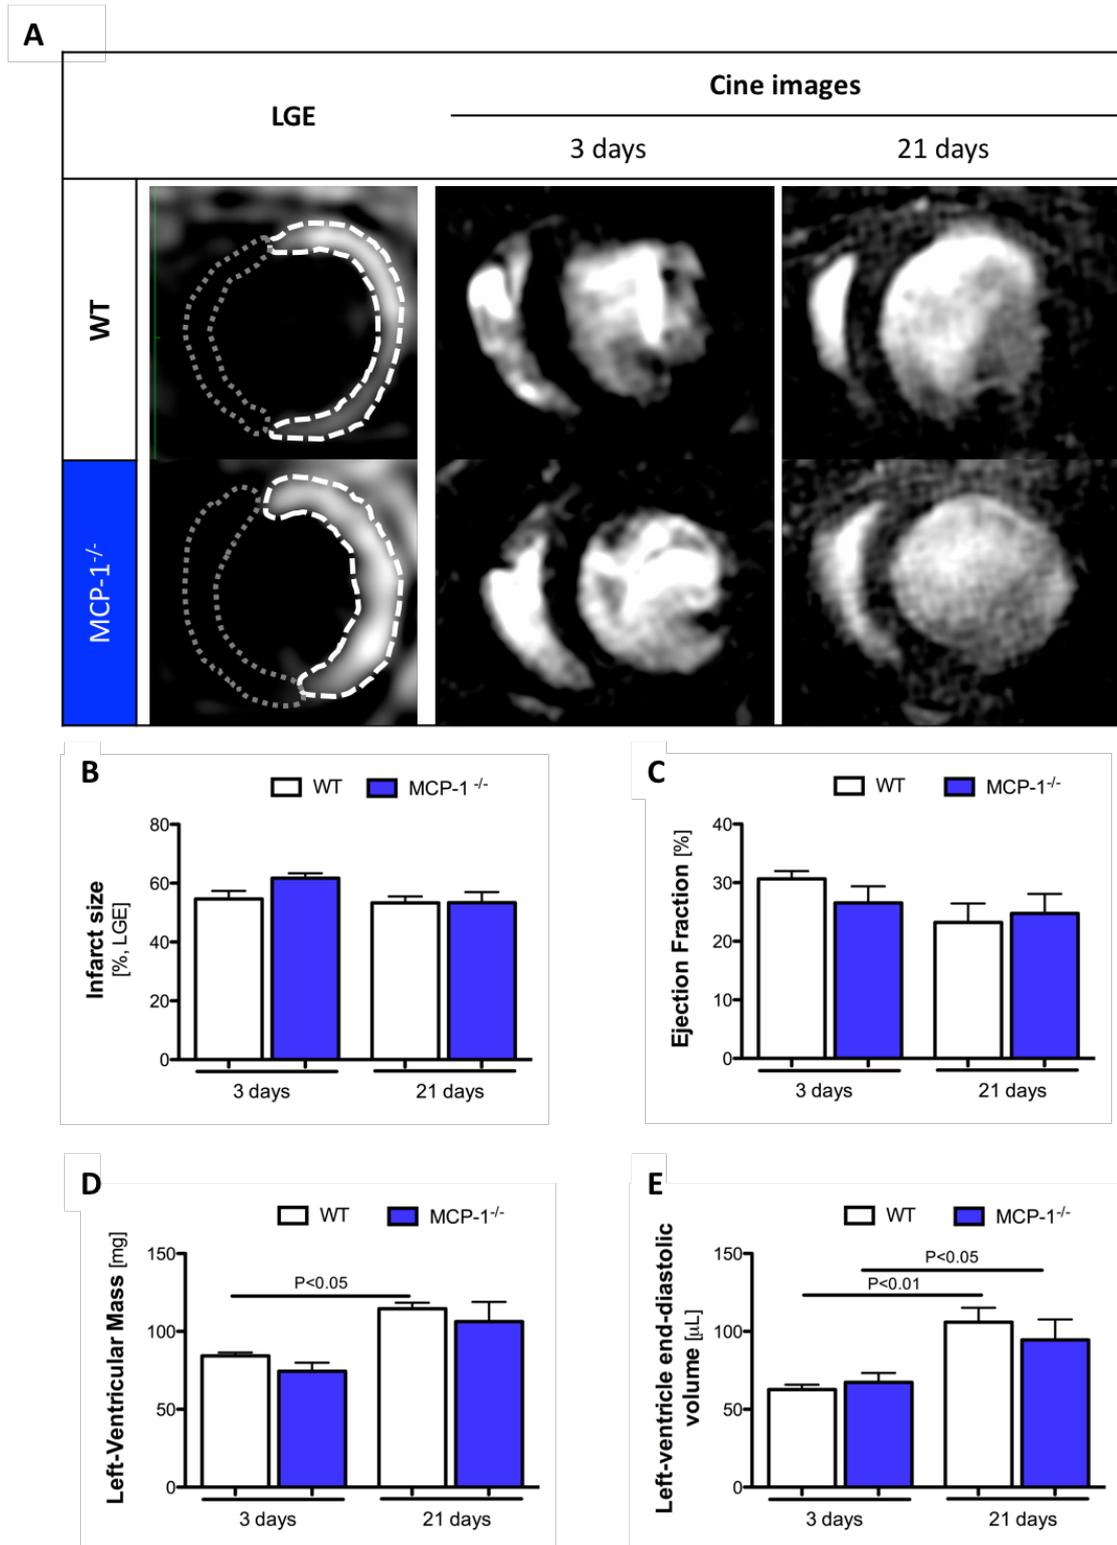 A
LGE
Cine images
3 days
21 days
WT
MCP-1-/-
B
WT
MCP-1 -/-
Infarct size
[%, LGE]
80
60
40
20
0
3 days
21 days
C
WT
MCP-1-/-
Ejection Fraction [%]
40
30
20
10
0
3 days
21 days
D
WT
MCP-1-/-
Left-Ventricular Mass [mg]
150
100
50
0
P<0.05
3 days
21 days
E
WT
MCP-1-/-
Left-ventricle end-diastolic
volume [µL]
150
100
50
0
P<0.05
P<0.01
3 days
21 days